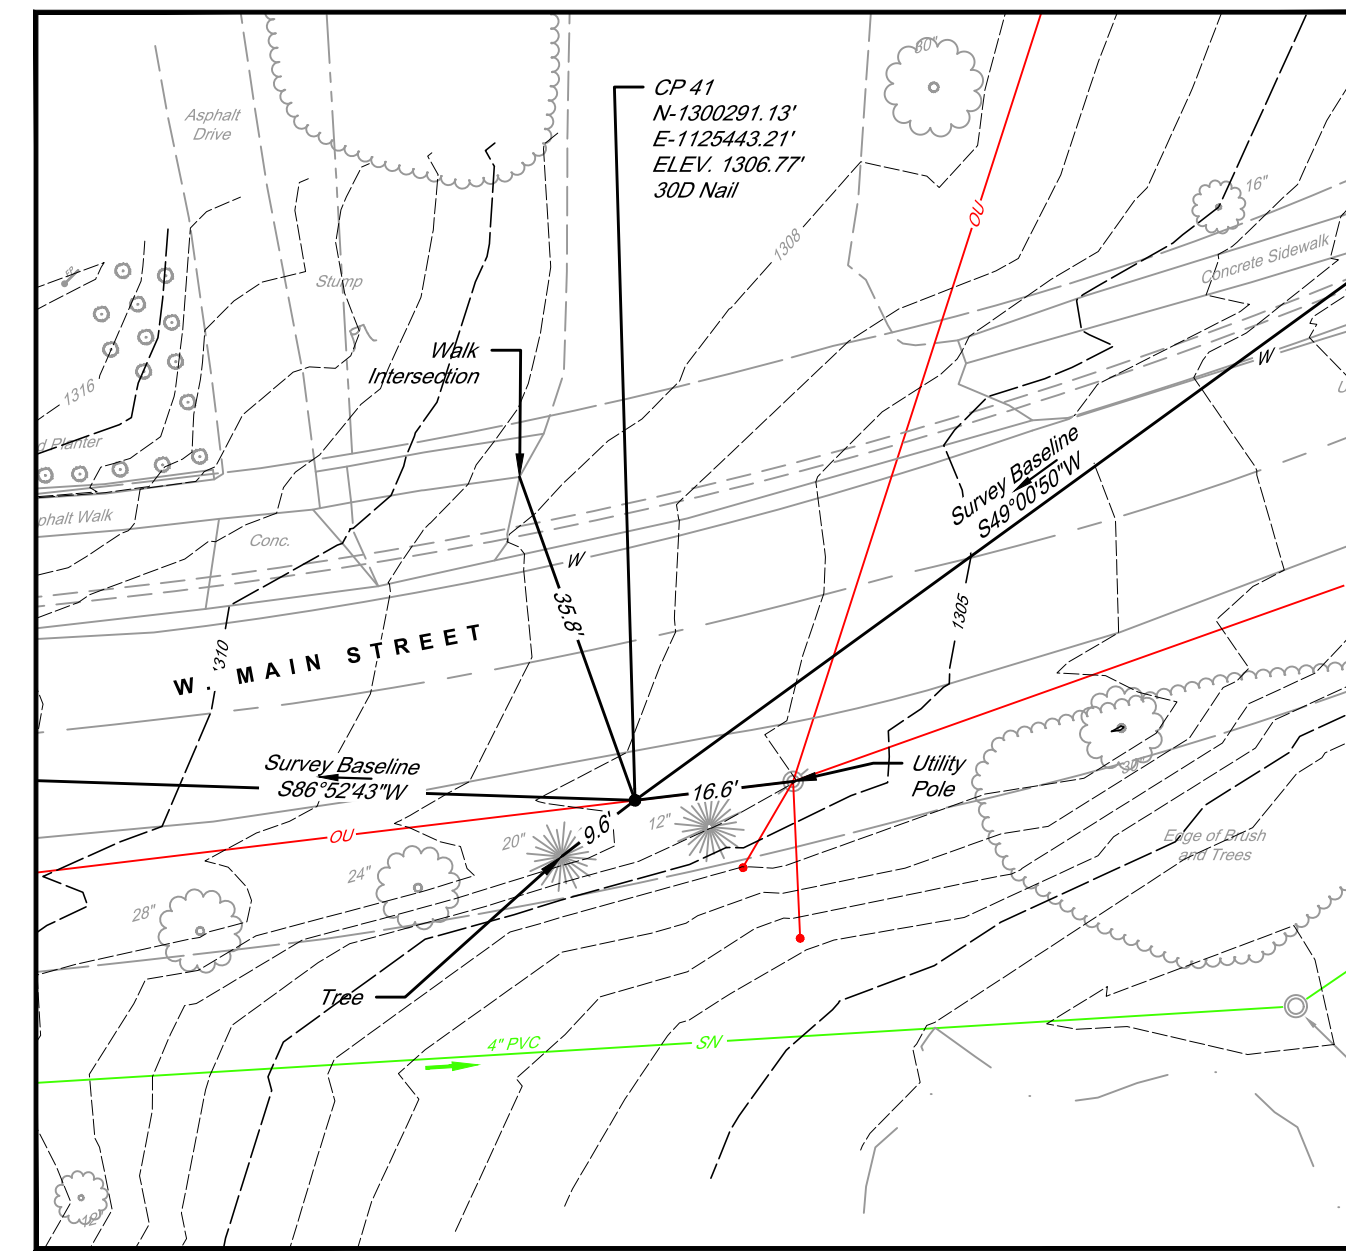 CP 41
N-1300291.13'
E-1125443.21'
ELEV. 1306.77'
30D Nail
30"
16"
Asphalt
Drive
OU
1308
Concrete Sidewalk
Stump
Walk
Intersection
W
1316
d Planter
Survey Baseline
S49°00'50"W
phalt Walk
Conc.
W
35.8'
1305
1310
W. MAIN STREET
Survey Baseline
S86°52'43"W
Utility
Pole
16.6'
30"
OU
9.6'
12"
20"
24"
28"
Edge of Brush
and Trees
Tree
4" PVC
SN
12"